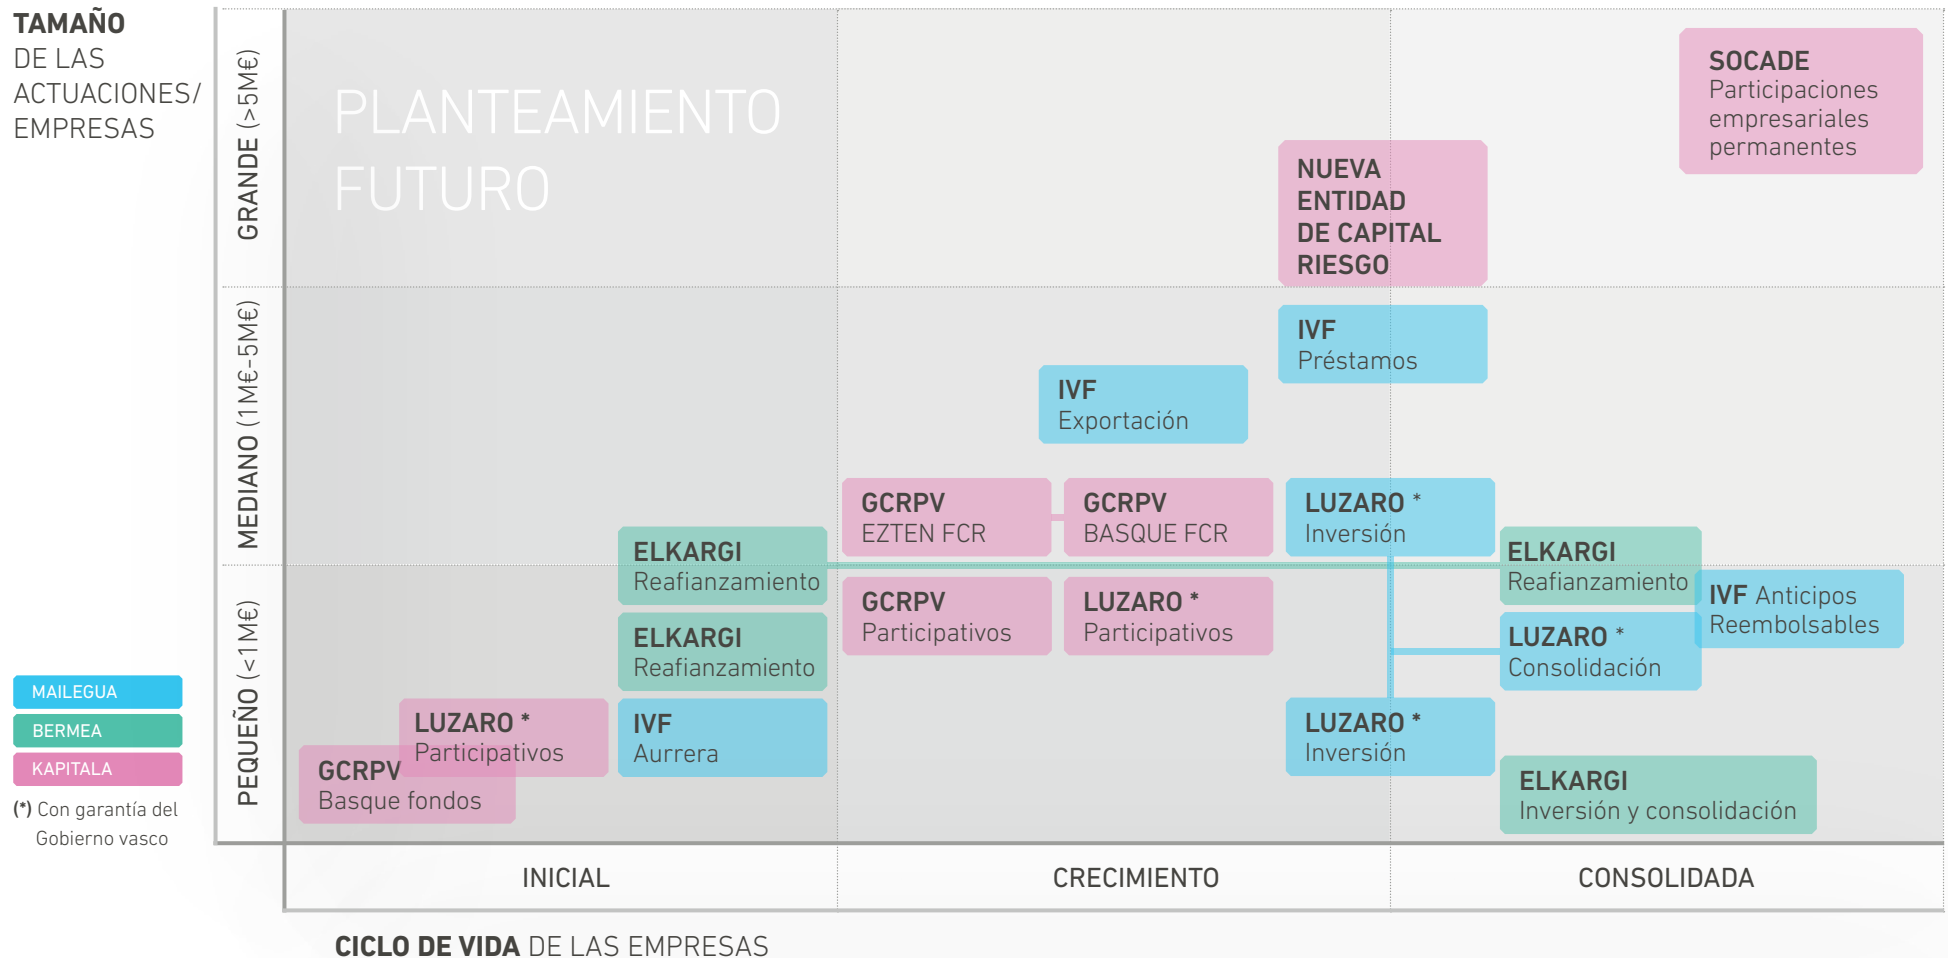 TAMAÑO
DE LAS
ACTUACIONES/
EMPRESAS
GRANDE (>5M€)
MEDIANO (1M€-5M€)
PEQUEÑO (<1M€)
PLANTEAMIENTO
FUTURO
SOCADE
Participaciones
empresariales
permanentes
NUEVA
ENTIDAD
DE CAPITAL
RIESGO
IVF
Préstamos
IVF
Exportación
GCRPV
EZTEN FCR
GCRPV
BASQUE FCR
LUZARO *
Inversión
ELKARGI
Reafianzamiento
ELKARGI
Reafianzamiento
GCRPV
Participativos
LUZARO *
Participativos
IVF Anticipos
Reembolsables
ELKARGI
Reafianzamiento
LUZARO *
Consolidación
LUZARO *
Participativos
IVF
Aurrera
LUZARO *
Inversión
GCRPV
Basque fondos
ELKARGI
Inversión y consolidación
MAILEGUA
BERMEA
KAPITALA
(*) Con garantía del
Gobierno vasco
INICIAL
CRECIMIENTO
CONSOLIDADA
CICLO DE VIDA DE LAS EMPRESAS